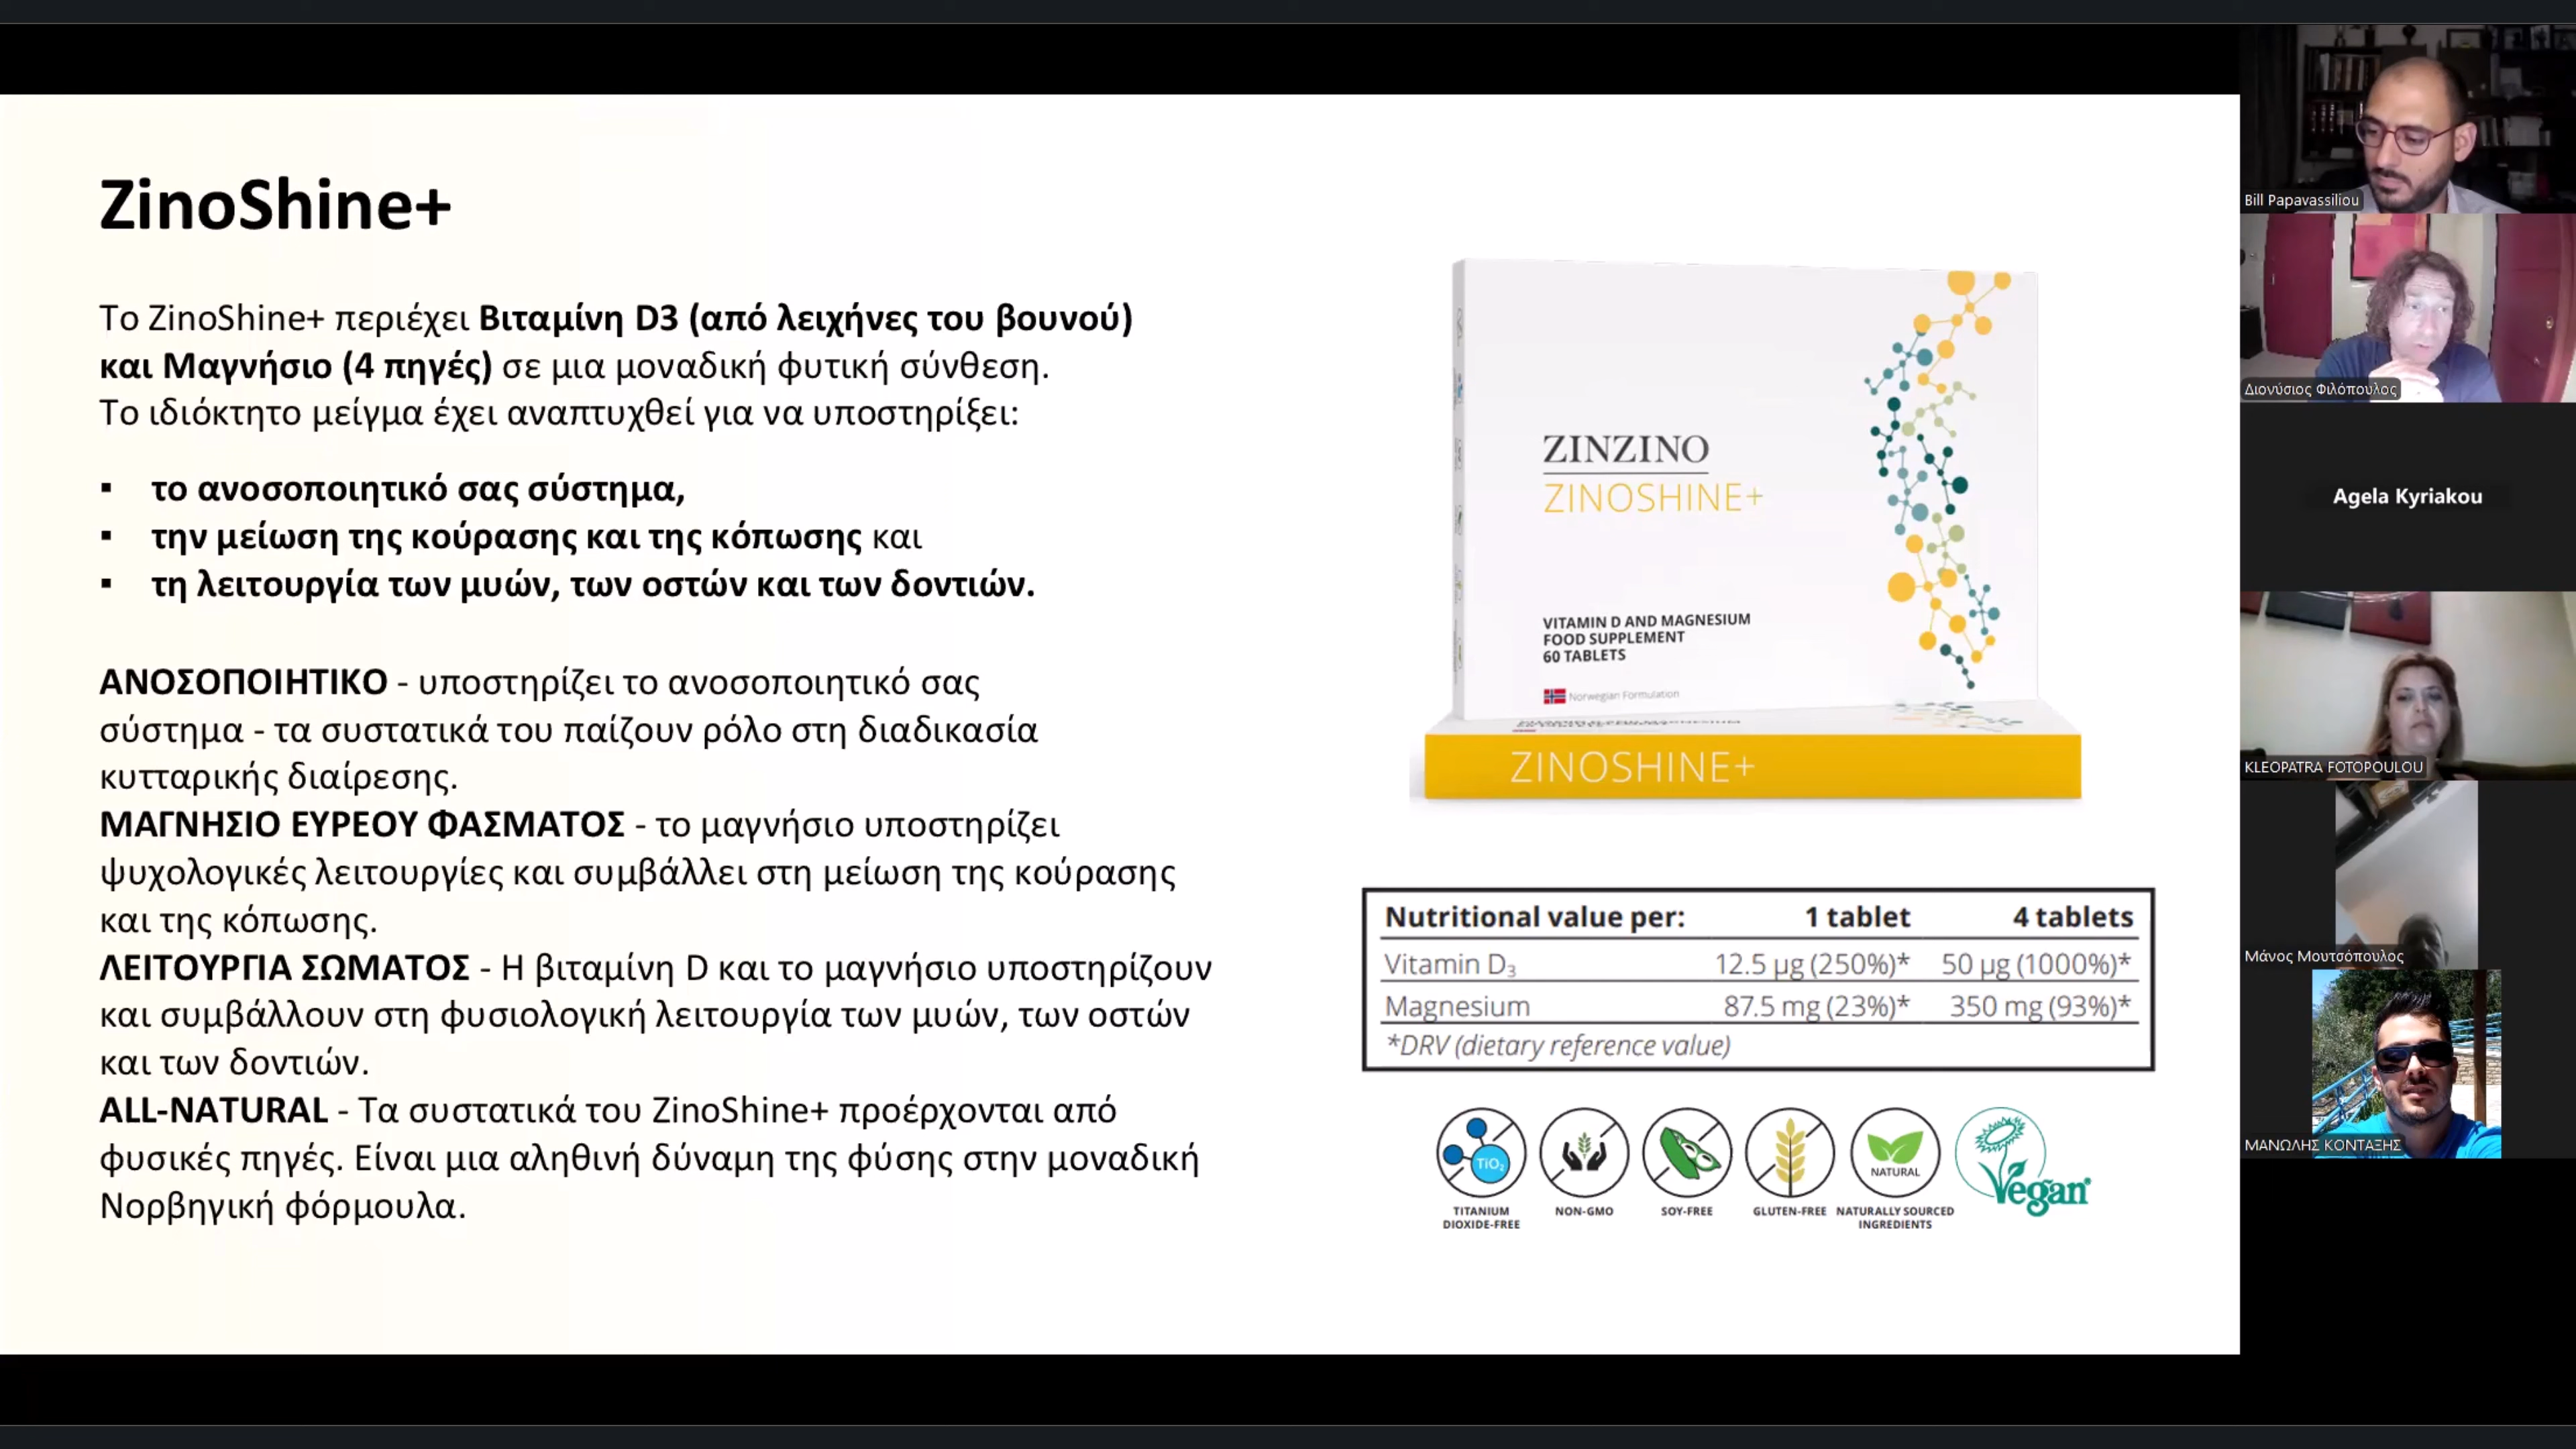 ZinoShine+
Το ZinoShine+ περιέχει Βιταμίνη D3 (από λειχήνες του βουνού)
και Μαγνήσιο (4 πηγές) σε μια μοναδική φυτική σύνθεση.
Το ιδιόκτητο μείγμα έχει αναπτυχθεί για να υποστηρίξει:
▪ το ανοσοποιητικό σας σύστημα,
▪ την μείωση της κούρασης και της κόπωσης και
▪ τη λειτουργία των μυών, των οστών και των δοντιών.
ΑΝΟΣΟΠΟΙΗΤΙΚΟ - υποστηρίζει το ανοσοποιητικό σας
σύστημα - τα συστατικά του παίζουν ρόλο στη διαδικασία
κυτταρικής διαίρεσης.
ΜΑΓΝΗΣΙΟ ΕΥΡΕΟΥ ΦΑΣΜΑΤΟΣ - το μαγνήσιο υποστηρίζει
ψυχολογικές λειτουργίες και συμβάλλει στη μείωση της κούρασης
και της κόπωσης.
ΛΕΙΤΟΥΡΓΙΑ ΣΩΜΑΤΟΣ - Η βιταμίνη D και το μαγνήσιο υποστηρίζουν
και συμβάλλουν στη φυσιολογική λειτουργία των μυών, των οστών
και των δοντιών.
ALL-NATURAL - Τα συστατικά του ZinoShine+ προέρχονται από
φυσικές πηγές. Είναι μια αληθινή δύναμη της φύσης στην μοναδική
Νορβηγική φόρμουλα.
ZINZINO
ZINOSHINE+
VITAMIN D AND MAGNESIUM
FOOD SUPPLEMENT
60 TABLETS
Norwegian Formulation
ZINOSHINE+
Nutritional value per: 1 tablet 4 tablets
Vitamin D₃ 12.5 µg (250%)* 50 µg (1000%)*
Magnesium 87.5 mg (23%)* 350 mg (93%)*
*DRV (dietary reference value)
TiO₂
TITANIUM
DIOXIDE-FREE
NON-GMO
SOY-FREE
GLUTEN-FREE
NATURAL
NATURALLY SOURCED
INGREDIENTS
Vegan
Bill Papavassiliou
Διονύσιος Φιλόπουλος
Agela Kyriakou
KLEOPATRA FOTOPOULOU
Μάνος Μουτσόπουλος
ΜΑΝΩΛΗΣ ΚΟΝΤΑΞΗΣ